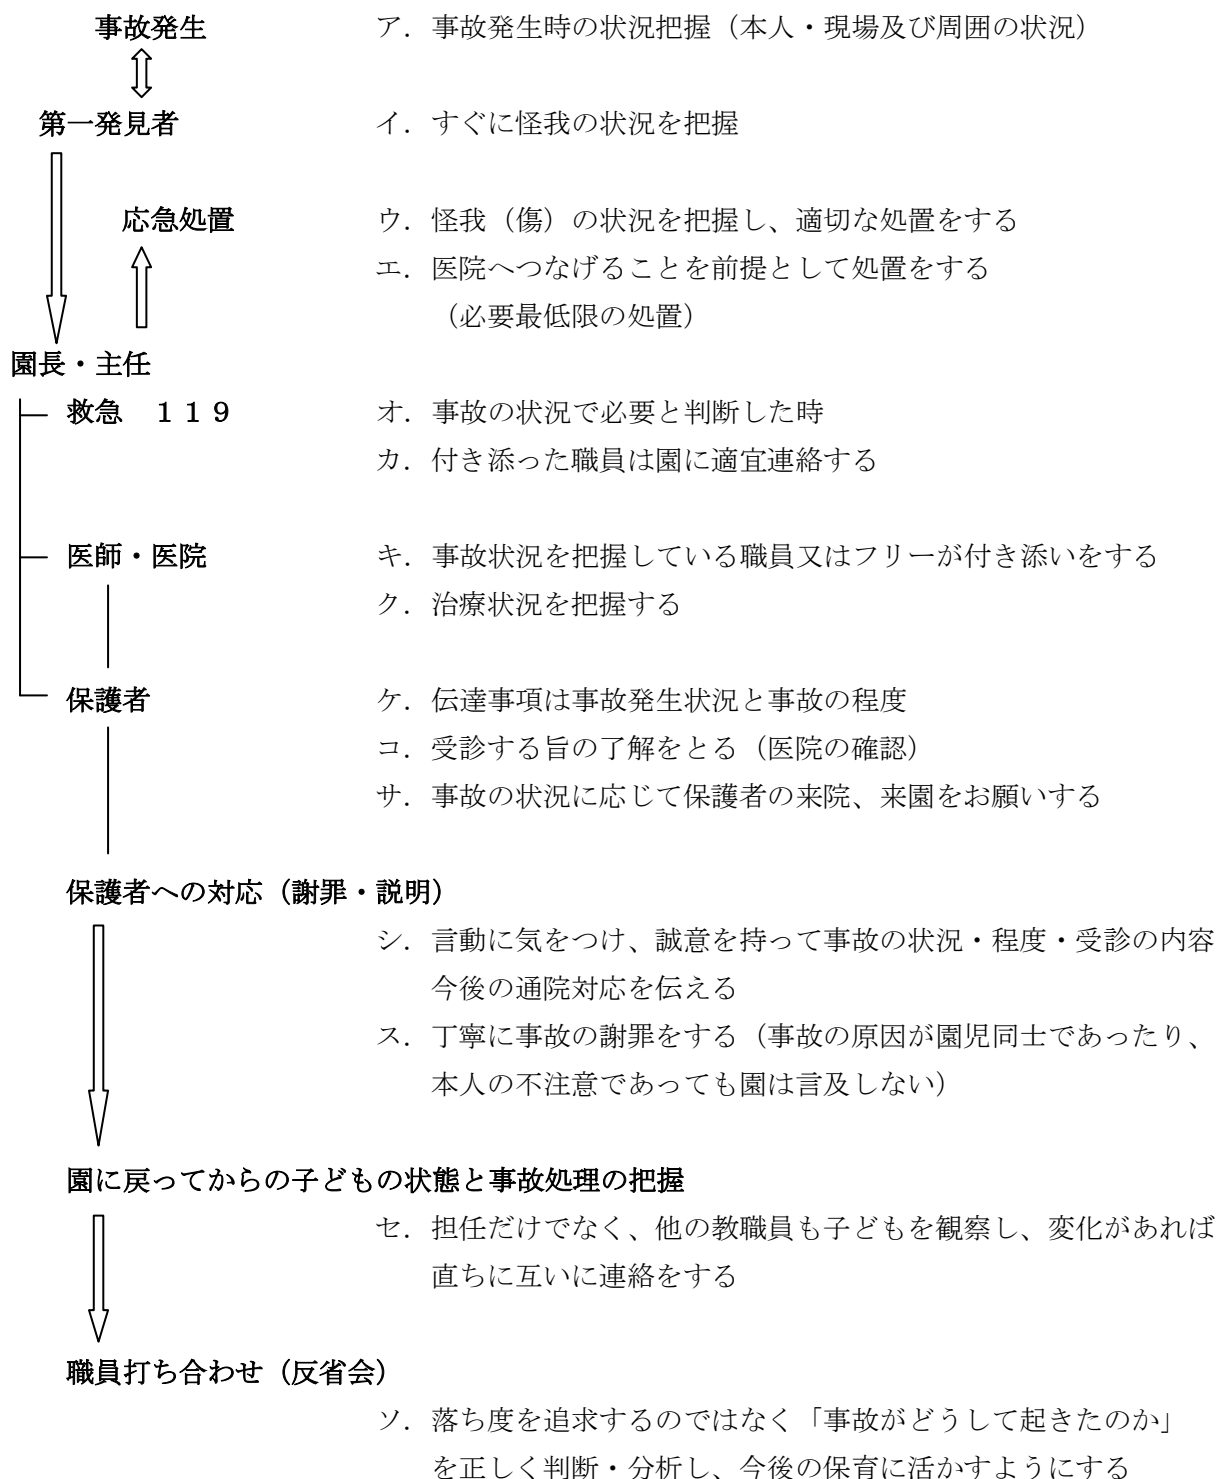 事故発生 ア．事故発生時の状況把握（本人・現場及び周囲の状況）
第一発見者 イ．すぐに怪我の状況を把握
応急処置 ウ．怪我（傷）の状況を把握し、適切な処置をする
エ．医院へつなげることを前提として処置をする
（必要最低限の処置）
園長・主任
救急　１１９ オ．事故の状況で必要と判断した時
カ．付き添った職員は園に適宜連絡する
医師・医院 キ．事故状況を把握している職員又はフリーが付き添いをする
ク．治療状況を把握する
保護者 ケ．伝達事項は事故発生状況と事故の程度
コ．受診する旨の了解をとる（医院の確認）
サ．事故の状況に応じて保護者の来院、来園をお願いする
保護者への対応（謝罪・説明）
シ．言動に気をつけ、誠意を持って事故の状況・程度・受診の内容
今後の通院対応を伝える
ス．丁寧に事故の謝罪をする（事故の原因が園児同士であったり、
本人の不注意であっても園は言及しない）
園に戻ってからの子どもの状態と事故処理の把握
セ．担任だけでなく、他の教職員も子どもを観察し、変化があれば
直ちに互いに連絡をする
職員打ち合わせ（反省会）
ソ．落ち度を追求するのではなく「事故がどうして起きたのか」
を正しく判断・分析し、今後の保育に活かすようにする